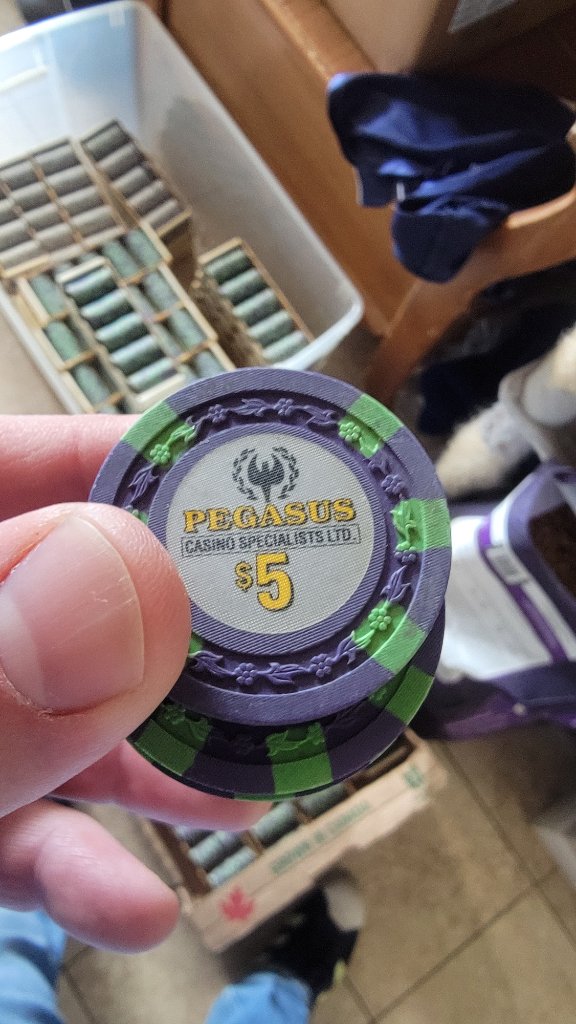 PEGASUS
CASINO SPECIALISTS LTD.
$5